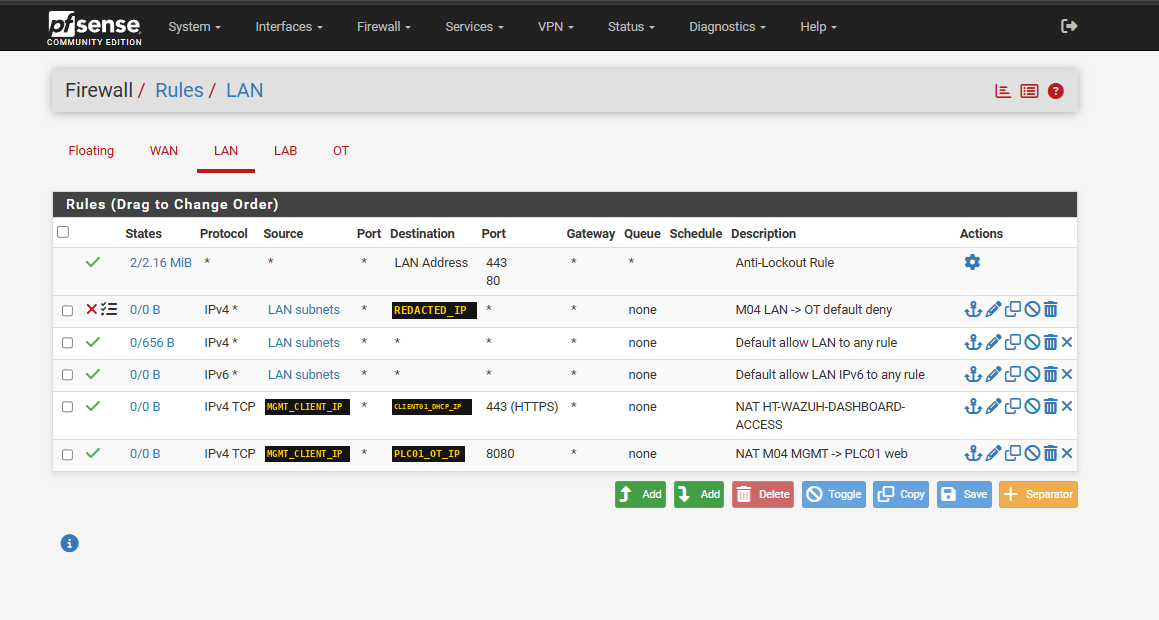 pfsense
COMMUNITY EDITION
System Interfaces Firewall Services VPN Status Diagnostics Help
Firewall / Rules / LAN
Floating WAN LAN LAB OT
Rules (Drag to Change Order)
States Protocol Source Port Destination Port Gateway Queue Schedule Description Actions
2/2.16 MiB * * * LAN Address 443 * * Anti-Lockout Rule
80
0/0 B IPv4 * LAN subnets * REDACTED_IP * * none M04 LAN -> OT default deny
0/656 B IPv4 * LAN subnets * * * * none Default allow LAN to any rule
0/0 B IPv6 * LAN subnets * * * * none Default allow LAN IPv6 to any rule
0/0 B IPv4 TCP MGMT_CLIENT_IP * CLIENT01_DHCP_IP 443 (HTTPS) * none NAT HT-WAZUH-DASHBOARD-
ACCESS
0/0 B IPv4 TCP MGMT_CLIENT_IP * PLC01_OT_IP 8080 * none NAT M04 MGMT -> PLC01 web
Add Add Delete Toggle Copy Save Separator